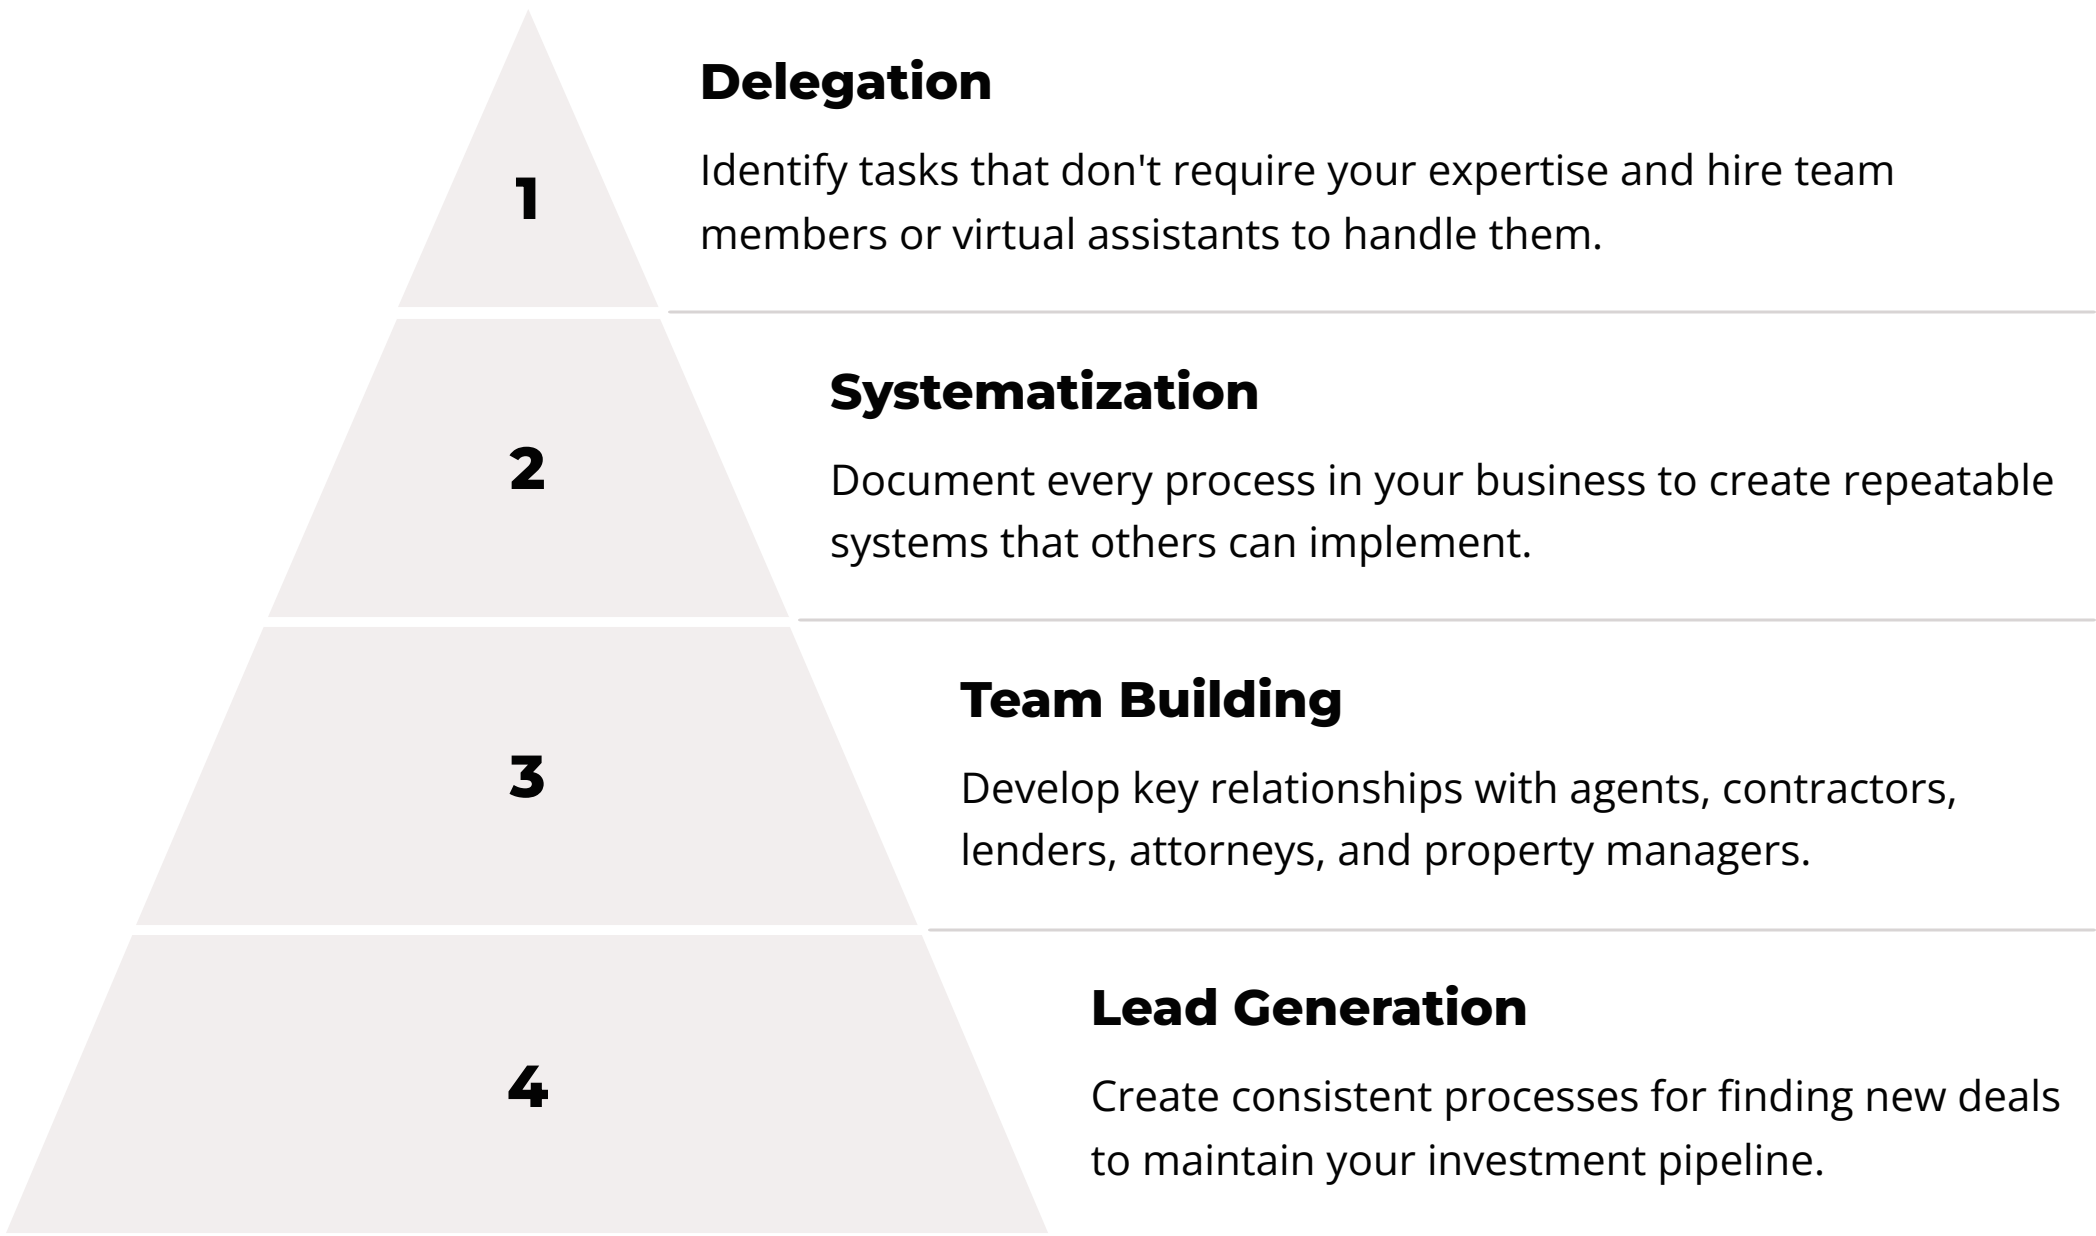 Delegation
1
Identify tasks that don't require your expertise and hire team
members or virtual assistants to handle them.
Systematization
2
Document every process in your business to create repeatable
systems that others can implement.
Team Building
3
Develop key relationships with agents, contractors,
lenders, attorneys, and property managers.
Lead Generation
4
Create consistent processes for finding new deals
to maintain your investment pipeline.